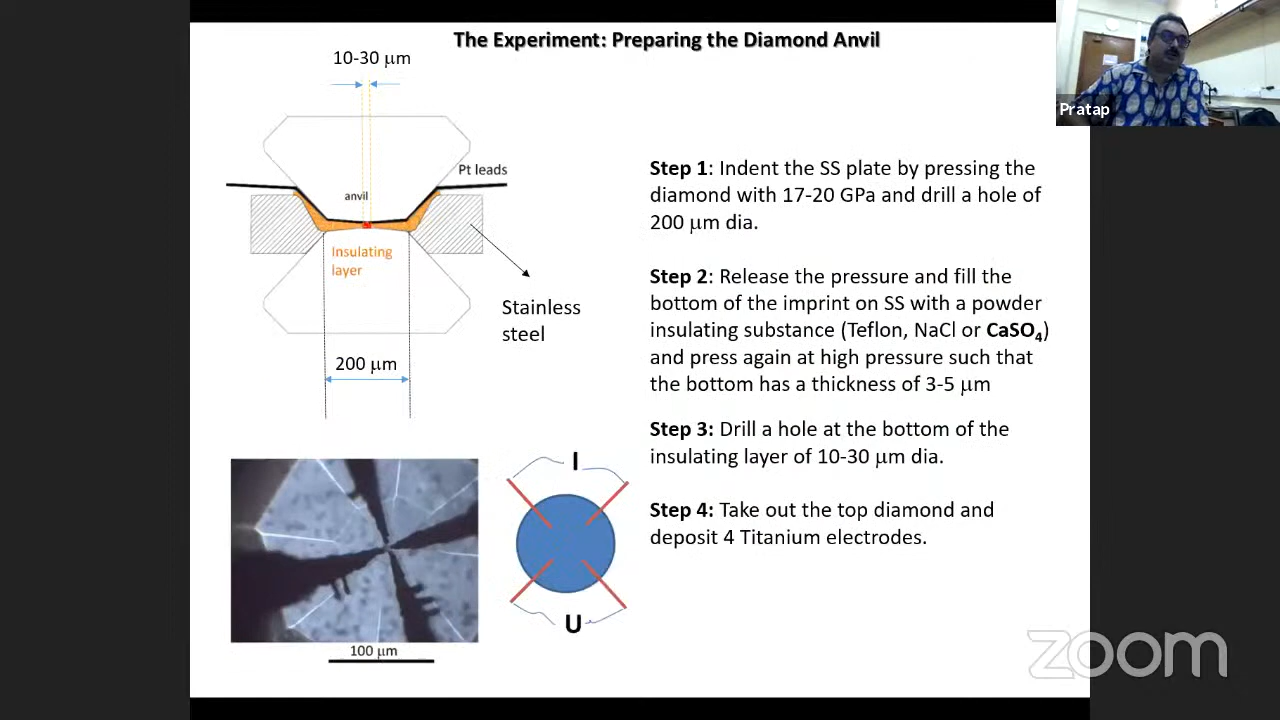 The Experiment: Preparing the Diamond Anvil
10-30 μm
Pt leads
anvil
Insulating
layer
Stainless
steel
200 μm
100 μm
I
U
Step 1: Indent the SS plate by pressing the
diamond with 17-20 GPa and drill a hole of
200 μm dia.
Step 2: Release the pressure and fill the
bottom of the imprint on SS with a powder
insulating substance (Teflon, NaCl or CaSO₄)
and press again at high pressure such that
the bottom has a thickness of 3-5 μm
Step 3: Drill a hole at the bottom of the
insulating layer of 10-30 μm dia.
Step 4: Take out the top diamond and
deposit 4 Titanium electrodes.
Pratap
zoom